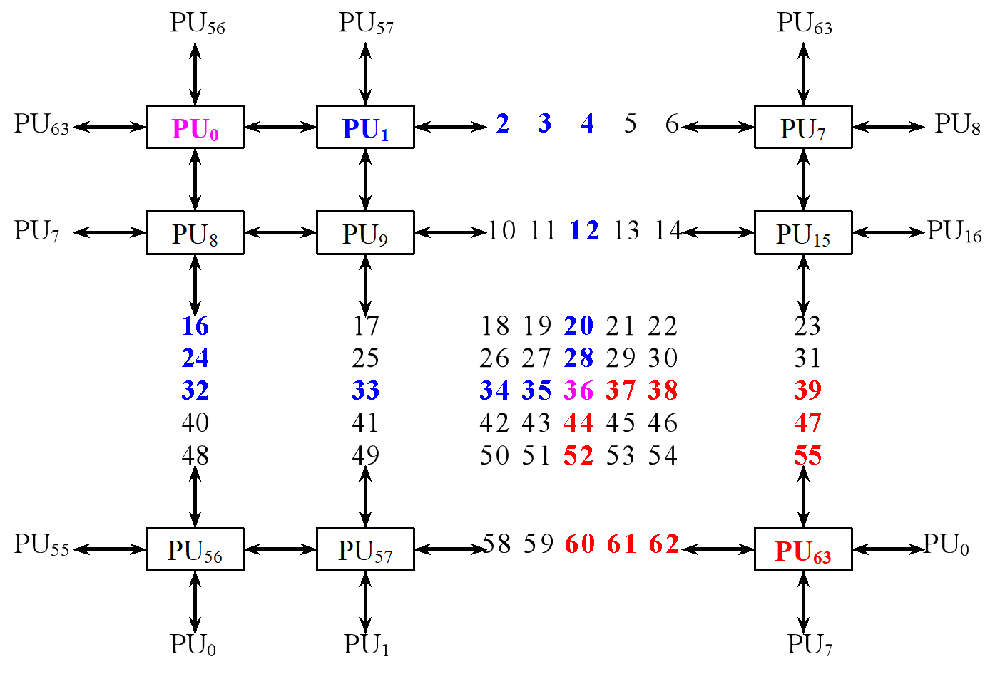 PU₅₆ PU₅₇ PU₆₃
PU₆₃ PU₀ PU₁ 2 3 4 5 6 PU₇ PU₈
PU₇ PU₈ PU₉ 10 11 12 13 14 PU₁₅ PU₁₆
16 17 18 19 20 21 22 23
24 25 26 27 28 29 30 31
32 33 34 35 36 37 38 39
40 41 42 43 44 45 46 47
48 49 50 51 52 53 54 55
PU₅₅ PU₅₆ PU₅₇ 58 59 60 61 62 PU₆₃ PU₀
PU₀ PU₁ PU₇